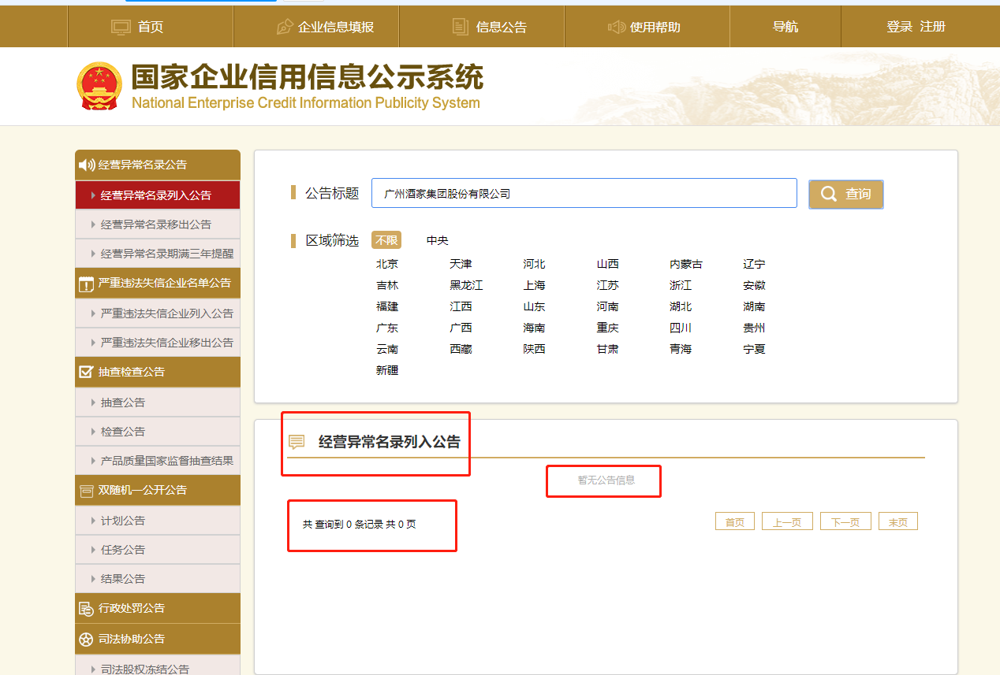 首页 企业信息填报 信息公告 使用帮助 导航 登录 注册
国家企业信用信息公示系统
National Enterprise Credit Information Publicity System
经营异常名录公告
经营异常名录列入公告
经营异常名录移出公告
经营异常名录期满三年提醒
严重违法失信企业名单公告
严重违法失信企业列入公告
严重违法失信企业移出公告
抽查检查公告
抽查公告
检查公告
产品质量国家监督抽查结果
双随机一公开公告
计划公告
任务公告
结果公告
行政处罚公告
司法协助公告
司法股权冻结公告
公告标题 广州酒家集团股份有限公司 查询
区域筛选 不限 中央
北京 天津 河北 山西 内蒙古 辽宁
吉林 黑龙江 上海 江苏 浙江 安徽
福建 江西 山东 河南 湖北 湖南
广东 广西 海南 重庆 四川 贵州
云南 西藏 陕西 甘肃 青海 宁夏
新疆
经营异常名录列入公告
暂无公告信息
共 查询到 0 条记录 共 0 页 首页 上一页 下一页 末页